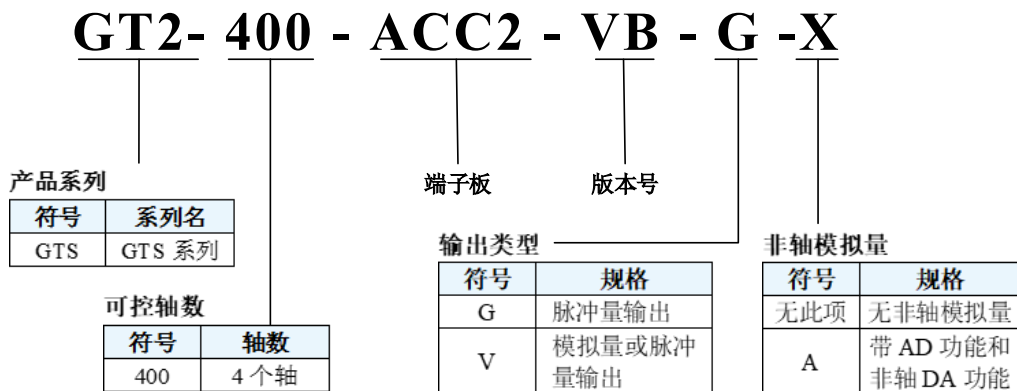 GT2- 400 - ACC2 - VB - G -X
产品系列
符号 系列名
GTS GTS 系列
可控轴数
符号 轴数
400 4 个轴
端子板
版本号
输出类型
符号 规格
G 脉冲量输出
V 模拟量或脉冲
量输出
非轴模拟量
符号 规格
无此项 无非轴模拟量
A 带 AD 功能和
非轴 DA 功能